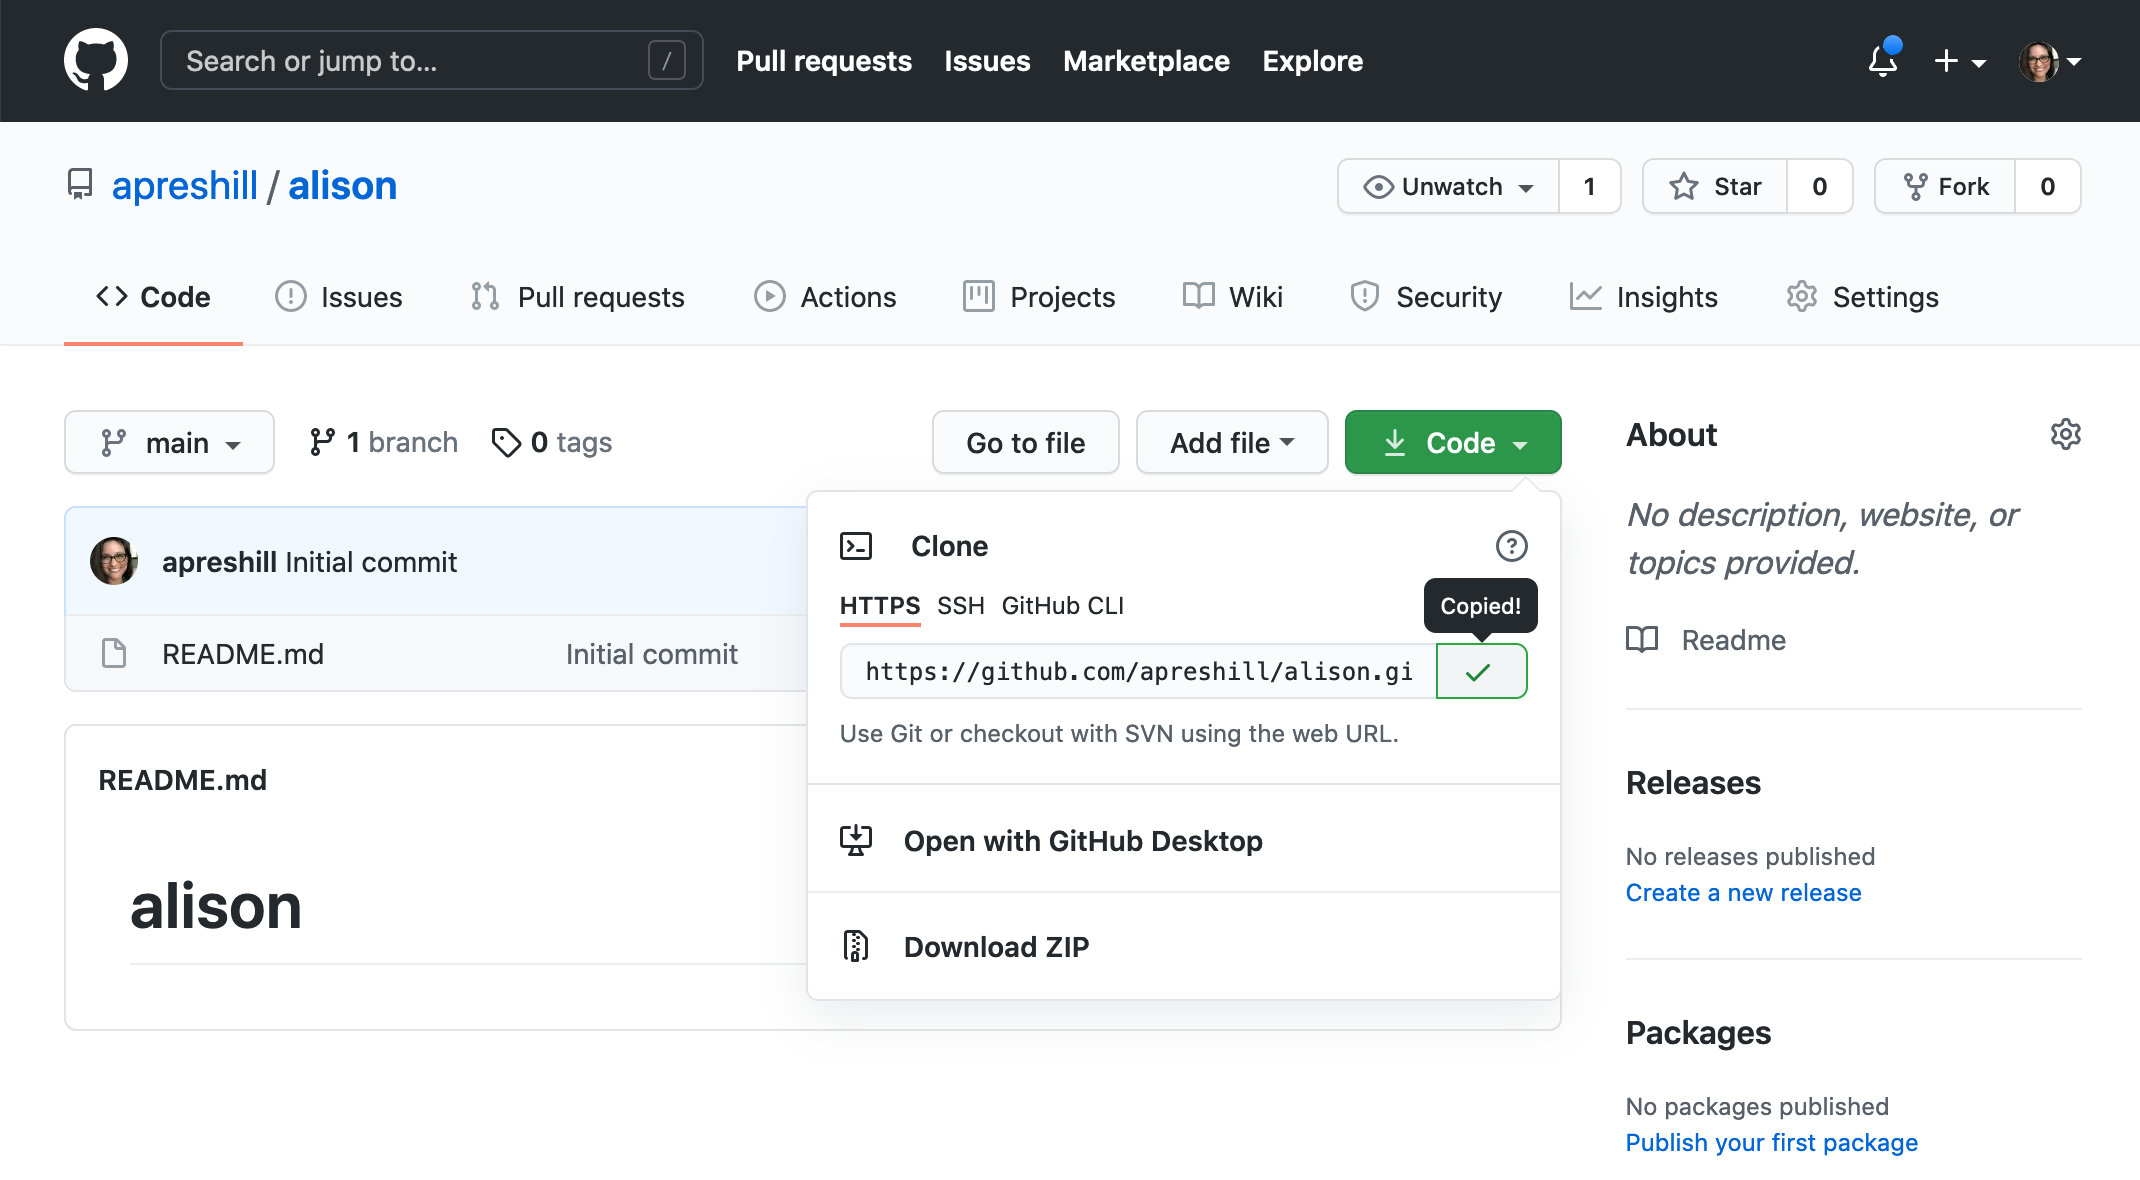 Search or jump to... /
Pull requests Issues Marketplace Explore
apreshill / alison
Unwatch 1 Star 0 Fork 0
Code Issues Pull requests Actions Projects Wiki Security Insights Settings
main 1 branch 0 tags
Go to file Add file Code
apreshill Initial commit
README.md Initial commit
README.md
alison
Clone
HTTPS SSH GitHub CLI
Copied!
https://github.com/apreshill/alison.gi
Use Git or checkout with SVN using the web URL.
Open with GitHub Desktop
Download ZIP
About
No description, website, or
topics provided.
Readme
Releases
No releases published
Create a new release
Packages
No packages published
Publish your first package